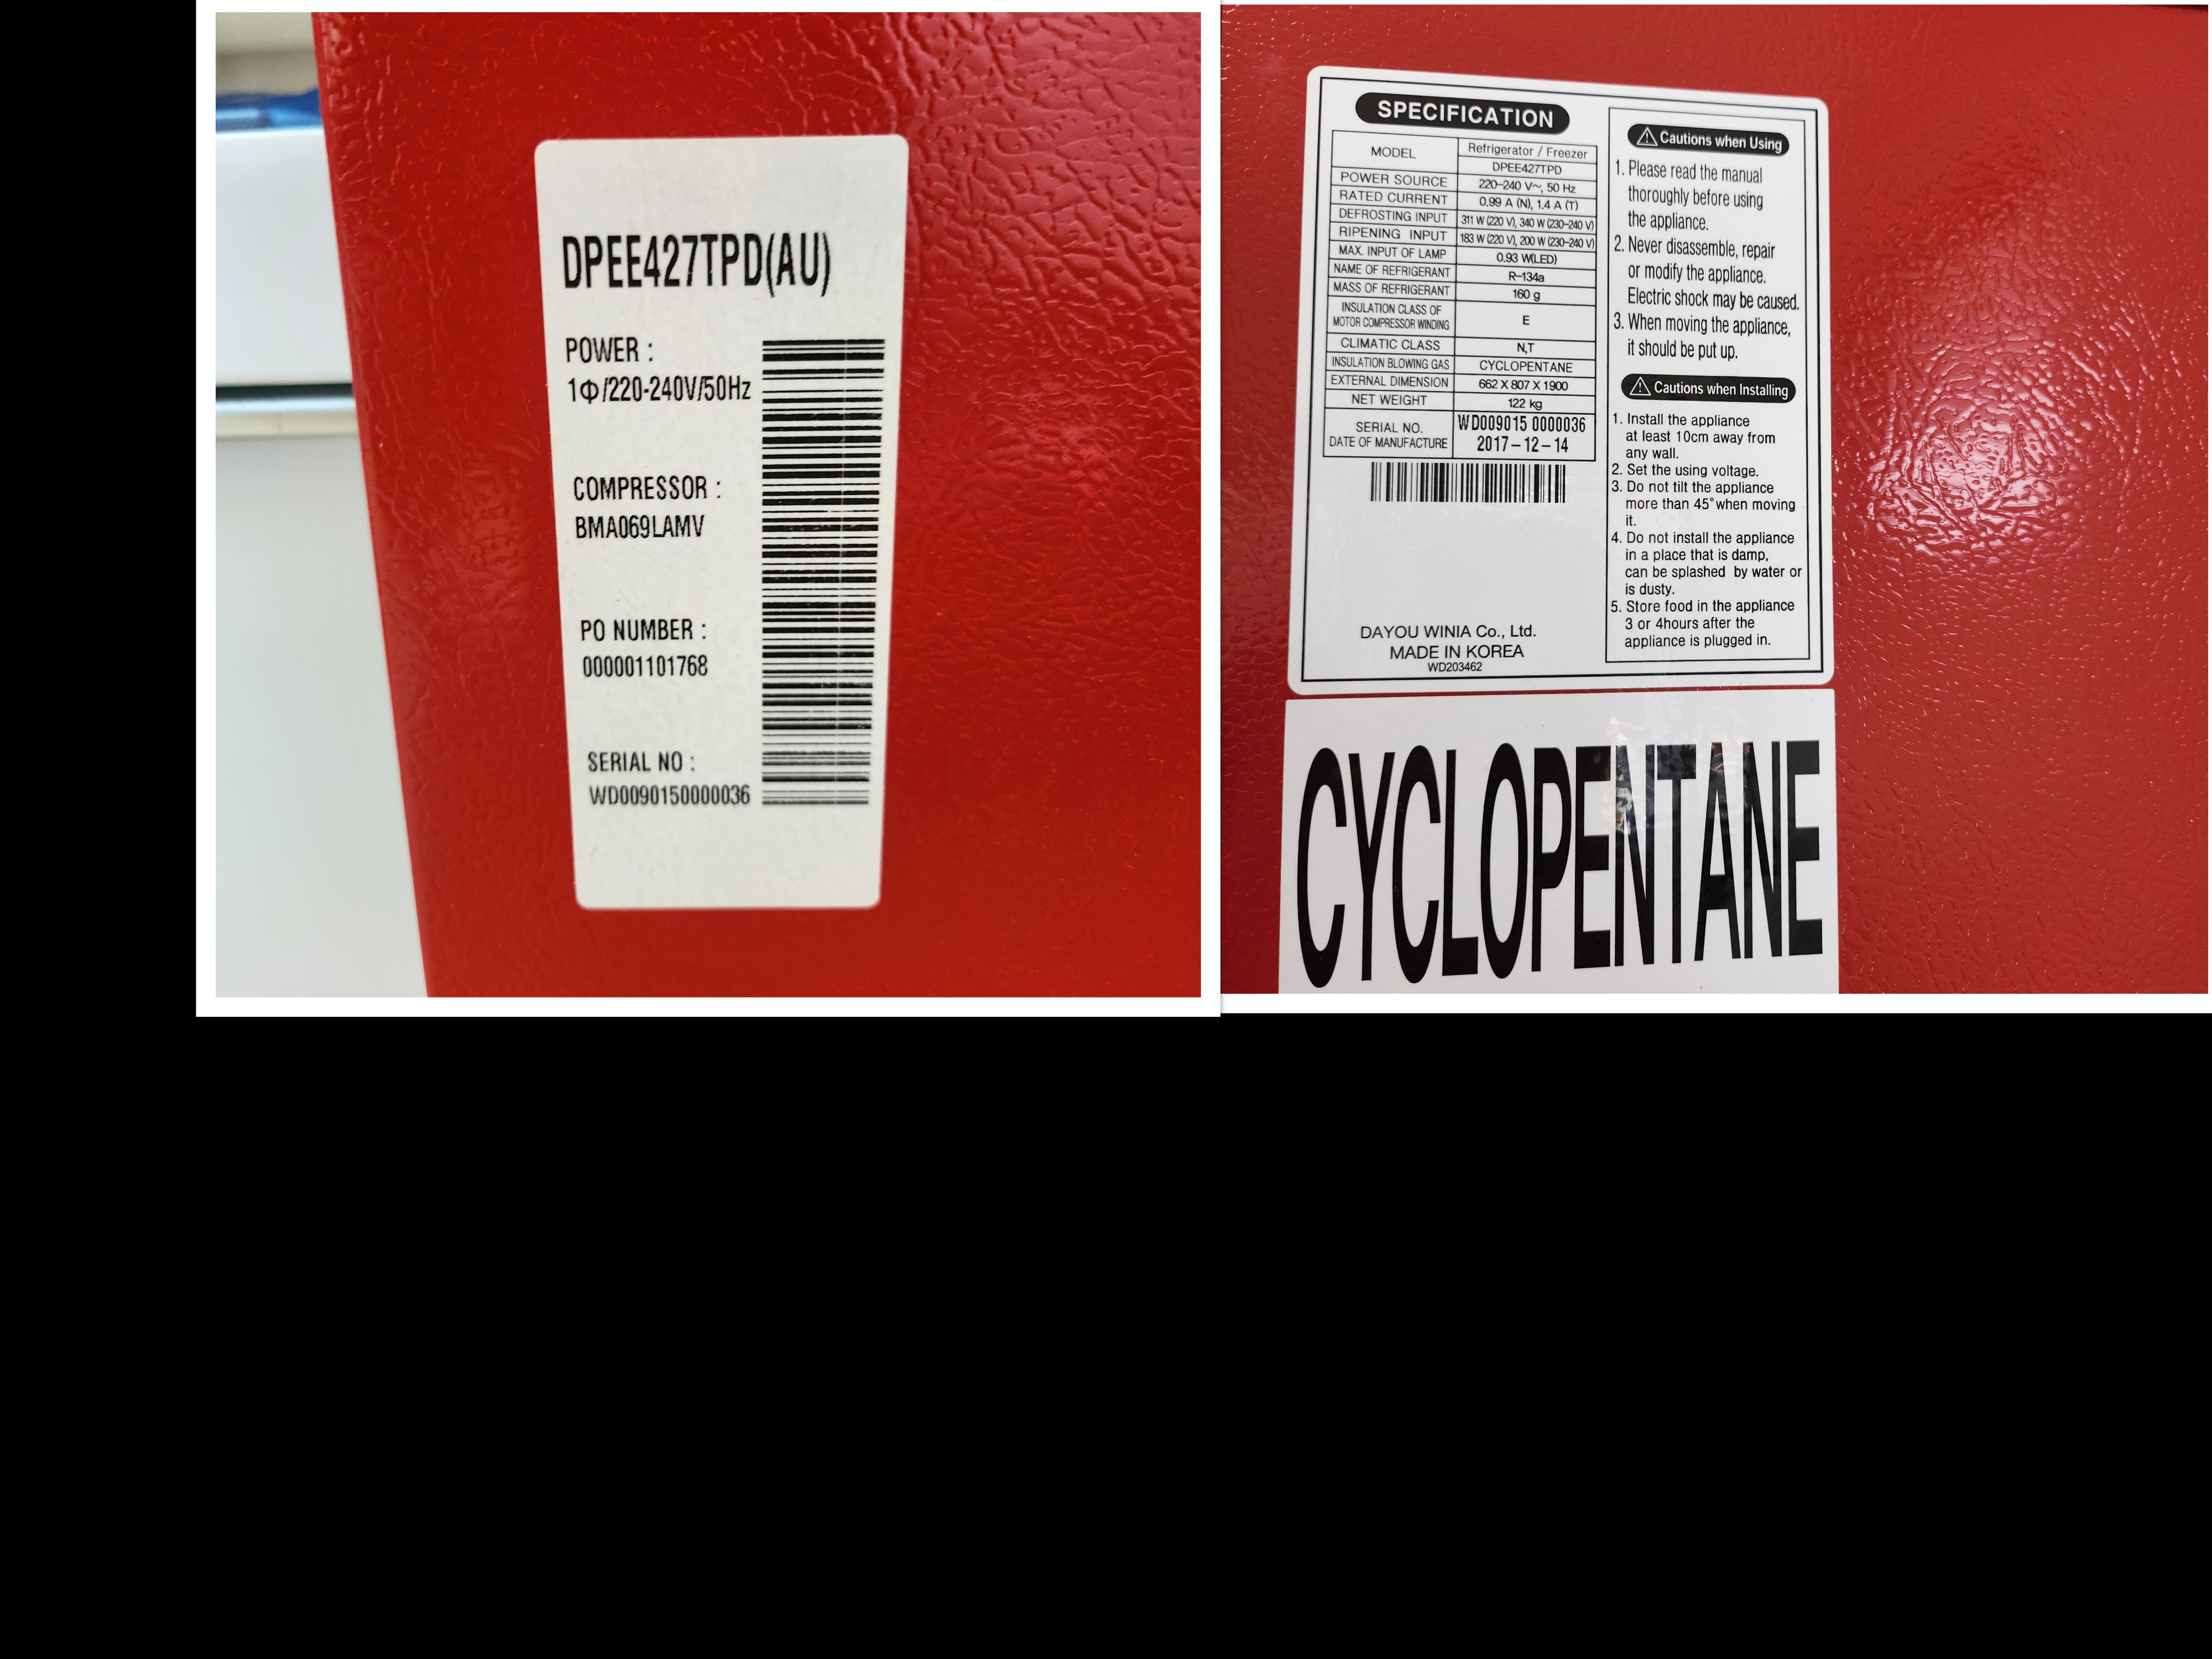 DPEE427TPD(AU)
POWER :
1Φ/220-240V/50Hz
COMPRESSOR :
BMA069LAMV
PO NUMBER :
000001101768
SERIAL NO :
WD0090150000036
SPECIFICATION
MODEL Refrigerator / Freezer
DPEE427TPD
POWER SOURCE 220~240 V~, 50 Hz
RATED CURRENT 0.99 A (N), 1.4 A (T)
DEFROSTING INPUT 311 W (220 V), 340 W (230~240 V)
RIPENING INPUT 183 W (220 V), 200 W (230~240 V)
MAX. INPUT OF LAMP 0.93 W(LED)
NAME OF REFRIGERANT R-134a
MASS OF REFRIGERANT 160 g
INSULATION CLASS OF
MOTOR COMPRESSOR WINDING E
CLIMATIC CLASS N,T
INSULATION BLOWING GAS CYCLOPENTANE
EXTERNAL DIMENSION 662 X 807 X 1900
NET WEIGHT 122 kg
SERIAL NO. WD009015 0000036
DATE OF MANUFACTURE 2017-12-14
DAYOU WINIA Co., Ltd.
MADE IN KOREA
WD203462
⚠ Cautions when Using
1. Please read the manual
thoroughly before using
the appliance.
2. Never disassemble, repair
or modify the appliance.
Electric shock may be caused.
3. When moving the appliance,
it should be put up.
⚠ Cautions when Installing
1. Install the appliance
at least 10cm away from
any wall.
2. Set the using voltage.
3. Do not tilt the appliance
more than 45° when moving
it.
4. Do not install the appliance
in a place that is damp,
can be splashed by water or
is dusty.
5. Store food in the appliance
3 or 4hours after the
appliance is plugged in.
CYCLOPENTANE